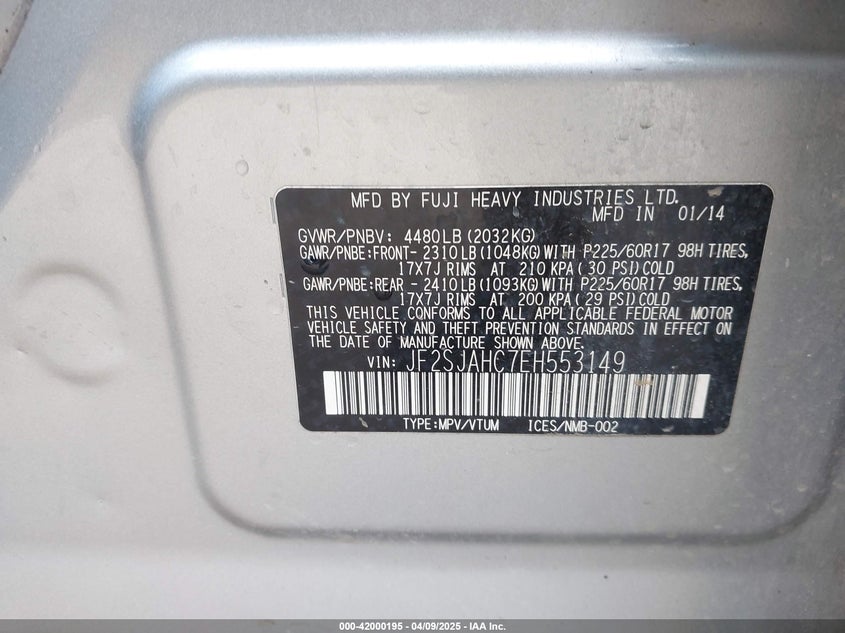 MFD BY FUJI HEAVY INDUSTRIES LTD.
MFD IN 01/14
GVWR/PNBV: 4480LB(2032KG)
GAWR/PNBE:FRONT- 2310LB(1048KG)WITH P225/60R17 98H TIRES,
17X7J RIMS AT 210 KPA( 30 PSI)COLD
GAWR/PNBE:REAR - 2410LB(1093KG)WITH P225/60R17 98H TIRES,
17X7J RIMS AT 200 KPA( 29 PSI)COLD
THIS VEHICLE CONFORMS TO ALL APPLICABLE FEDERAL MOTOR
VEHICLE SAFETY AND THEFT PREVENTION STANDARDS IN EFFECT ON
THE DATE OF MANUFACTURE SHOWN ABOVE.
VIN: JF2SJAHC7EH553149
TYPE:MPV/VTUM ICES/NMB-002
000-42000195 - 04/09/2025 - IAA Inc.